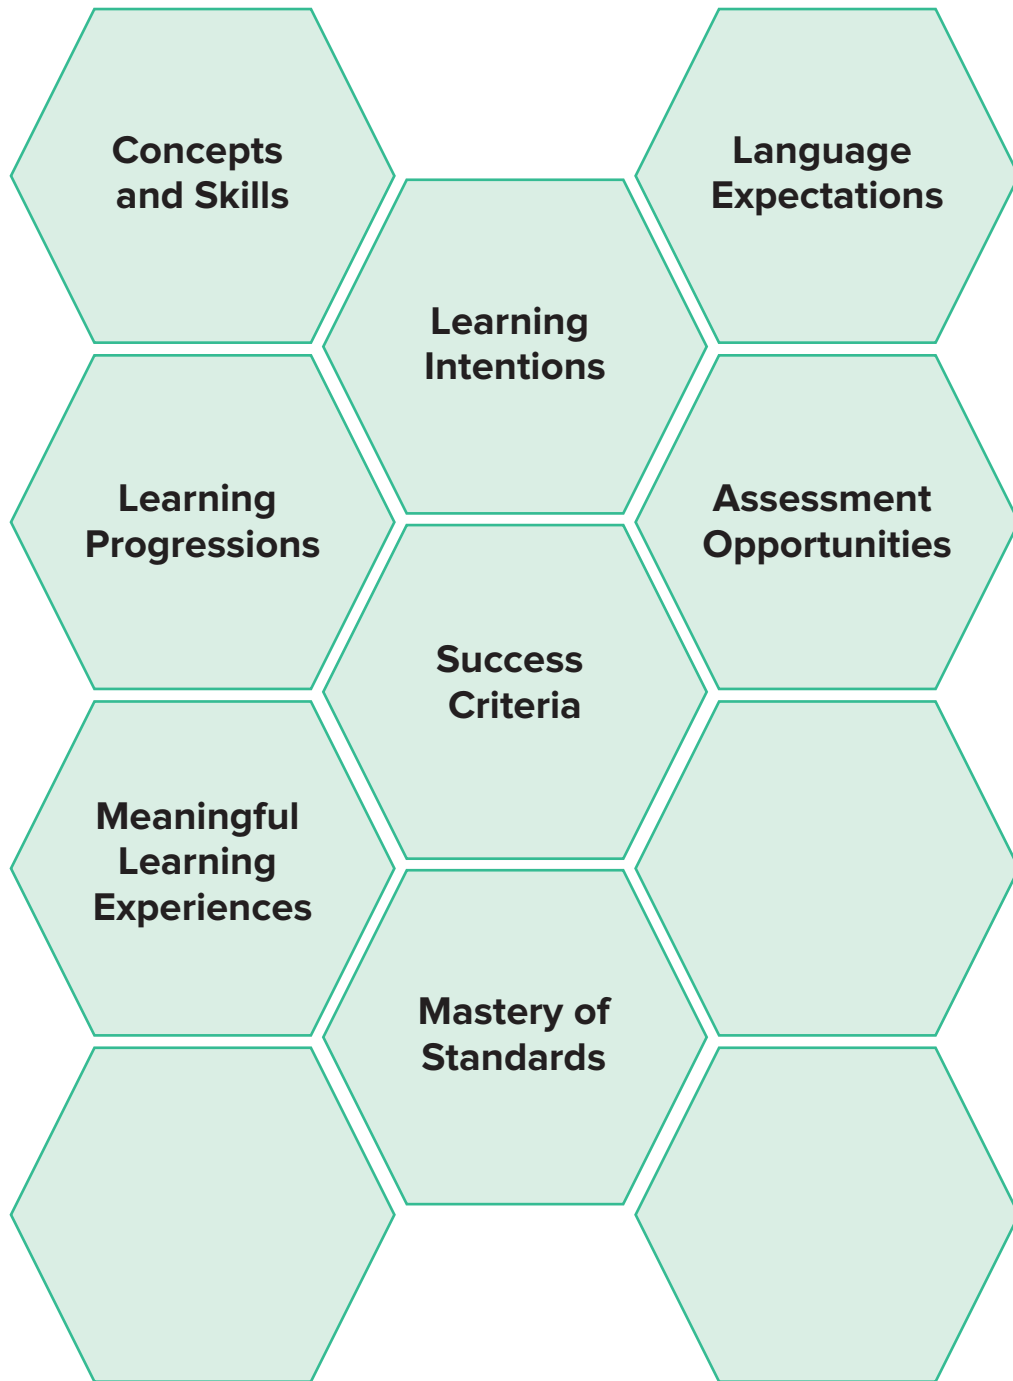 Concepts
and Skills
Language
Expectations
Learning
Intentions
Learning
Progressions
Assessment
Opportunities
Success
Criteria
Meaningful
Learning
Experiences
Mastery of
Standards